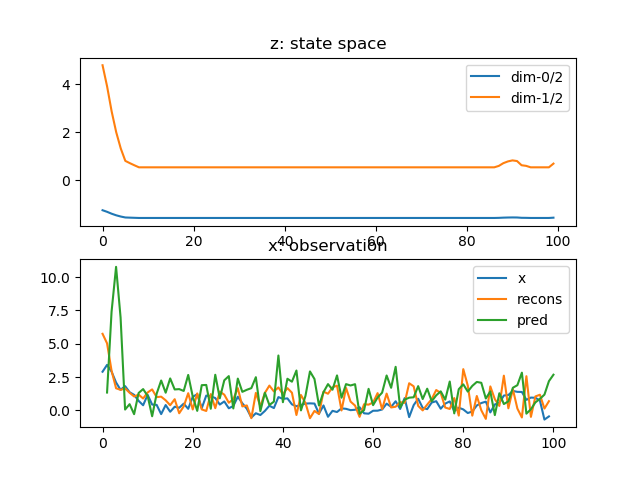 z: state space
dim-0/2
dim-1/2
4
2
0
0 20 40 60 80 100
x: observation
x
recons
pred
10.0
7.5
5.0
2.5
0.0
0 20 40 60 80 100